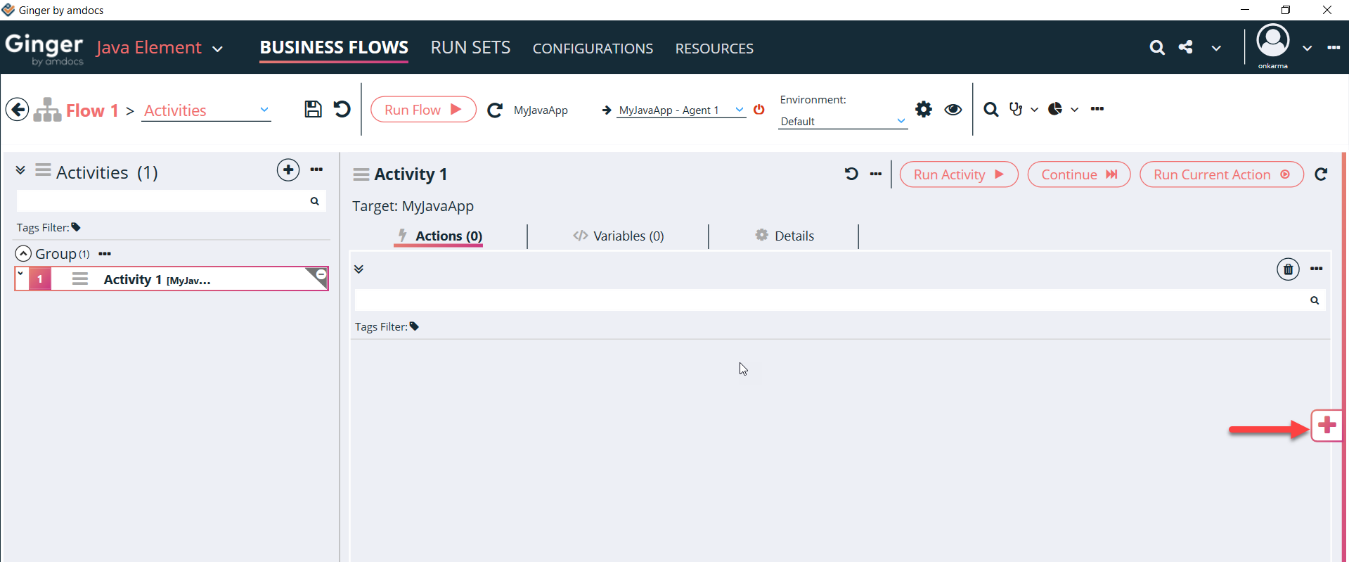 Ginger by amdocs
Ginger by amdocs Java Element BUSINESS FLOWS RUN SETS CONFIGURATIONS RESOURCES onkarma
Flow 1 > Activities Run Flow MyJavaApp MyJavaApp - Agent 1 Environment: Default
Activities (1)
Tags Filter:
Group (1)
1 Activity 1 [MyJav...
Activity 1 Run Activity Continue Run Current Action
Target: MyJavaApp
Actions (0) Variables (0) Details
Tags Filter: